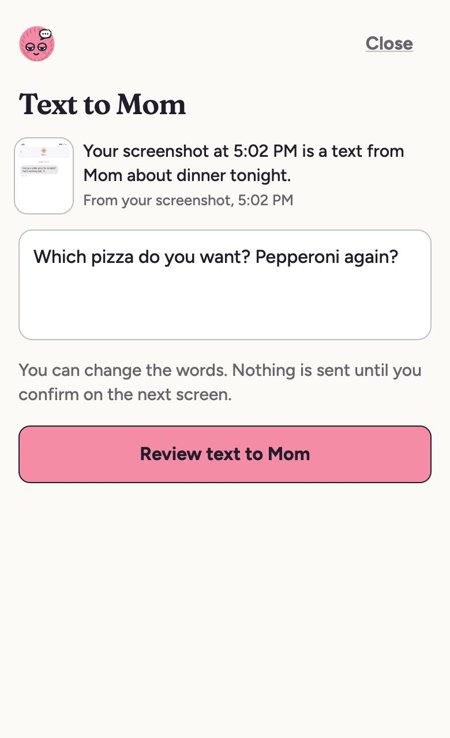 Close
Text to Mom
Your screenshot at 5:02 PM is a text from
Mom about dinner tonight.
From your screenshot, 5:02 PM
Which pizza do you want? Pepperoni again?
You can change the words. Nothing is sent until you
confirm on the next screen.
Review text to Mom